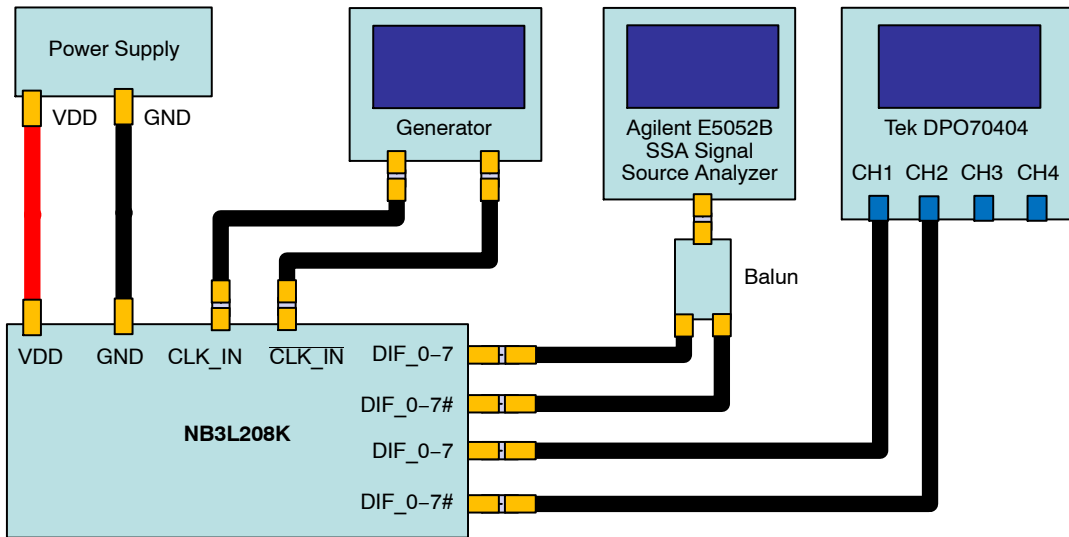 Power Supply
VDD
GND
Generator
Agilent E5052B
SSA Signal
Source Analyzer
Tek DPO70404
CH1
CH2
CH3
CH4
Balun
VDD
GND
CLK_IN
CLK_IN
DIF_0−7
DIF_0−7#
NB3L208K
DIF_0−7
DIF_0−7#